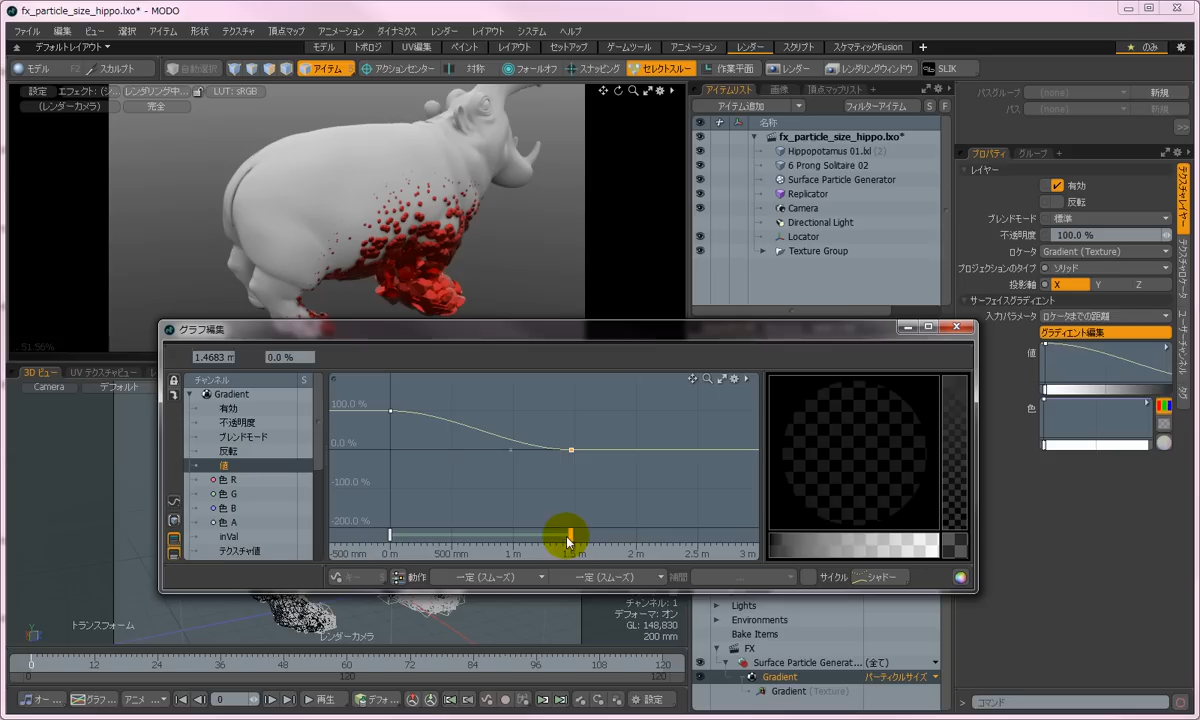 fx_particle_size_hippo.lxo* - MODO
ファイル 編集 ビュー 選択 アイテム 形状 テクスチャ 頂点マップ アニメーション ダイナミクス レンダー レイアウト システム ヘルプ
デフォルトレイアウト モデル トポロジ UV編集 ペイント レイアウト セットアップ ゲームツール アニメーション レンダー スクリプト スケマティックFusion + ★ のみ
モデル F2 スカルプト 自動選択 アイテム アクションセンター 対称 フォールオフ スナッピング セレクトスルー 作業平面 レンダー レンダリングウィンドウ SLIK
設定 エフェクト: (シ... レンダリング中... LUT: sRGB
(レンダーカメラ) 完全
51.56%
アイテムリスト 画像 頂点マップリスト +
アイテム追加 フィルターアイテム S F
名称
fx_particle_size_hippo.lxo*
Hippopotamus 01.lxl (2)
6 Prong Solitaire 02
Surface Particle Generator
Replicator
Camera
Directional Light
Locator
Texture Group
パスグループ (none) 新規
パス (none) 新規
>>
プロパティ グループ +
レイヤー
有効
反転
ブレンドモード 標準
不透明度 100.0 %
ロケータ Gradient (Texture)
プロジェクションのタイプ ソリッド
投影軸 X Y Z
サーフェイスグラディエント
入力パラメータ ロケータまでの距離
グラディエント編集
値
色
テクスチャレイヤー
テクスチャロケータ
ユーザーチャンネル
タグ
グラフ編集
1.4683 m 0.0 %
チャンネル S
Gradient
有効
不透明度
ブレンドモード
反転
値
色 R
色 G
色 B
色 A
inVal
テクスチャ値
100.0 %
0.0 %
-100.0 %
-200.0 %
-500 mm 0 m 500 mm 1 m 1.5 m 2 m 2.5 m 3 m
キー S 動作 一定 (スムーズ) 一定 (スムーズ) 補間 ... サイクル シャドー
3D ビュー UV テクスチャビュー
Camera デフォルト
トランスフォーム
レンダーカメラ
チャンネル: 1
デフォーマ: オン
GL: 148,830
200 mm
Lights
Environments
Bake Items
FX
Surface Particle Generat... (全て)
Gradient パーティクルサイズ
Gradient (Texture)
0 12 24 36 48 60 72 84 96 108 120
0 120 120
オー... グラフ... アニメ... 0 再生 デフォ... 設定
> コマンド